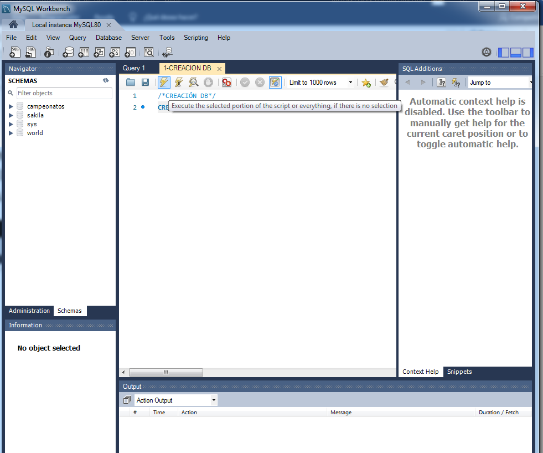 MySQL Workbench
Local instance MySQL80
File Edit View Query Database Server Tools Scripting Help
Navigator
SCHEMAS
Filter objects
campeonatos
sakila
sys
world
Administration Schemas
Information
No object selected
Query 1 1-CREACION DB
Limit to 1000 rows
1 /*CREACIÓN DB*/
2 CRE
Execute the selected portion of the script or everything, if there is no selection
SQL Additions
Jump to
Automatic context help is
disabled. Use the toolbar to
manually get help for the
current caret position or to
toggle automatic help.
Context Help Snippets
Output
Action Output
# Time Action Message Duration / Fetch